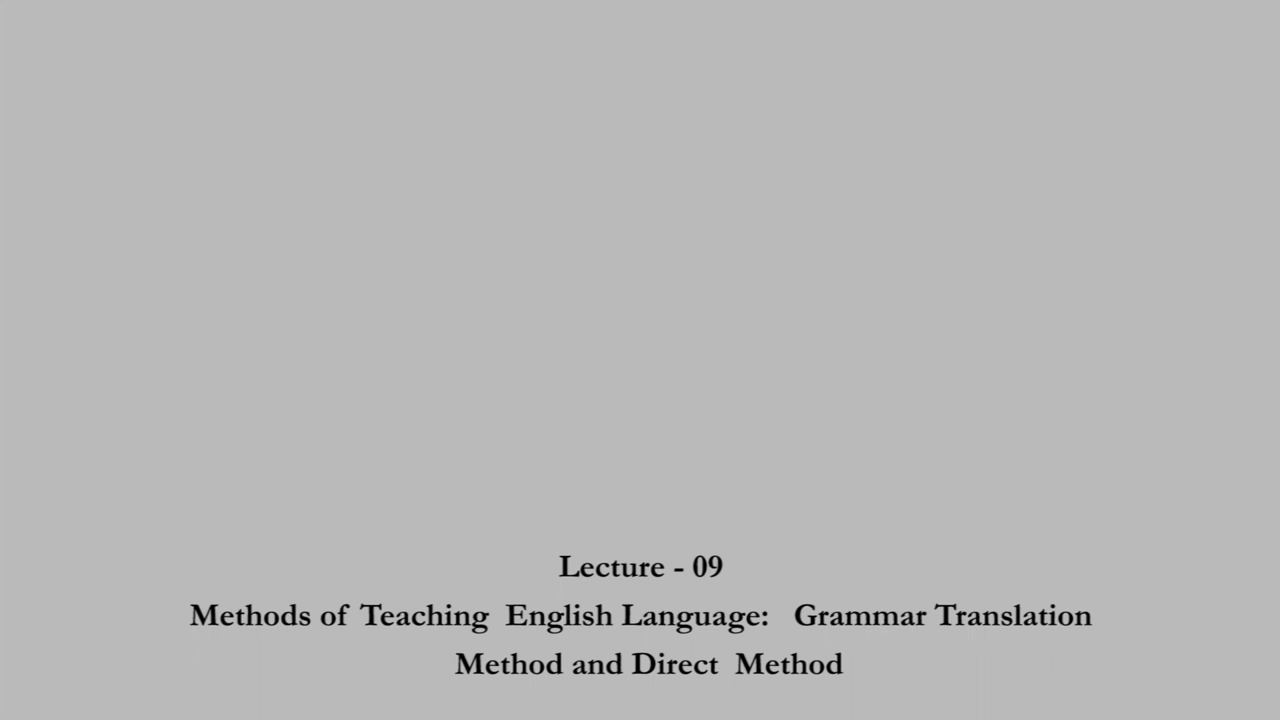 Lecture - 09
Methods of Teaching English Language: Grammar Translation
Method and Direct Method